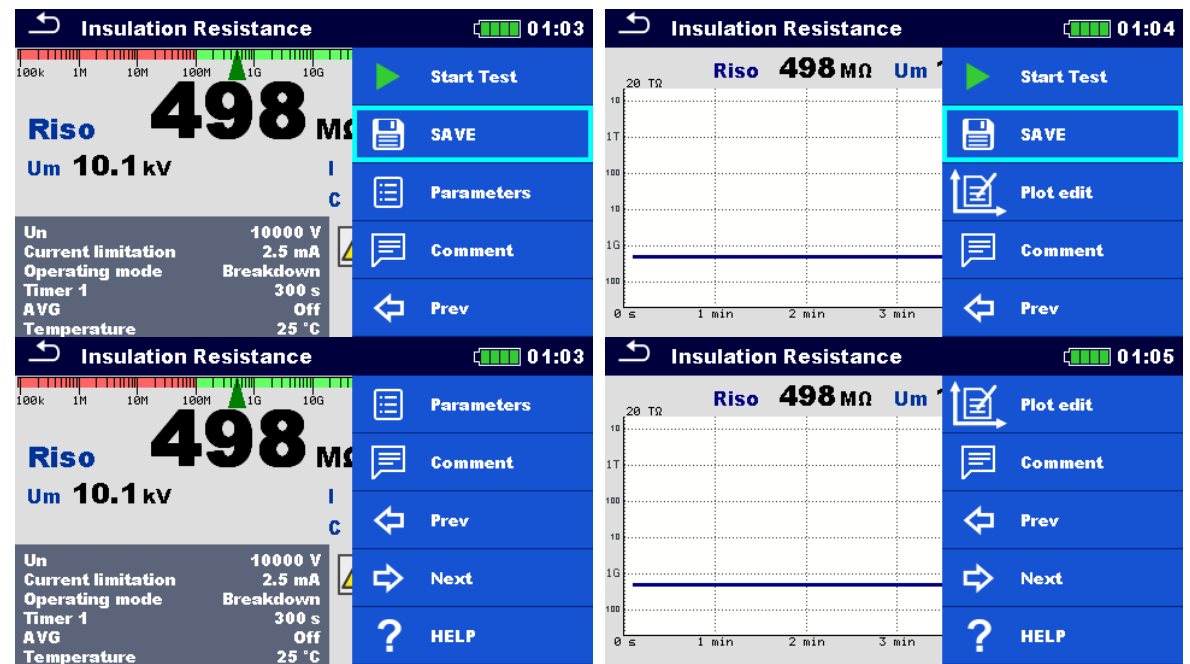 Insulation Resistance 01:03
100k 1M 10M 100M 1G 10G
Riso 498 MΩ
Um 10.1 kV I
C
Un 10000 V
Current limitation 2.5 mA
Operating mode Breakdown
Timer 1 300 s
AVG Off
Temperature 25 °C
Start Test
SAVE
Parameters
Comment
Prev
Insulation Resistance 01:04
Riso 498 MΩ Um
20 TΩ
10
1T
100
10
1G
100
0 s 1 min 2 min 3 min
Start Test
SAVE
Plot edit
Comment
Prev
Insulation Resistance 01:03
100k 1M 10M 100M 1G 10G
Riso 498 MΩ
Um 10.1 kV I
C
Un 10000 V
Current limitation 2.5 mA
Operating mode Breakdown
Timer 1 300 s
AVG Off
Temperature 25 °C
Parameters
Comment
Prev
Next
? HELP
Insulation Resistance 01:05
Riso 498 MΩ Um
20 TΩ
10
1T
100
10
1G
100
0 s 1 min 2 min 3 min
Plot edit
Comment
Prev
Next
? HELP